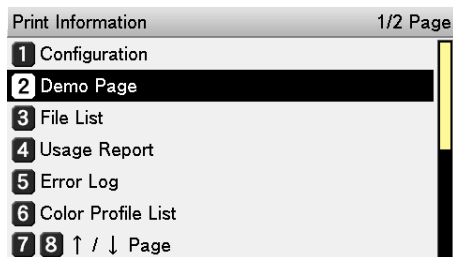 Print Information 1/2 Page
1 Configuration
2 Demo Page
3 File List
4 Usage Report
5 Error Log
6 Color Profile List
7 8 ↑ / ↓ Page